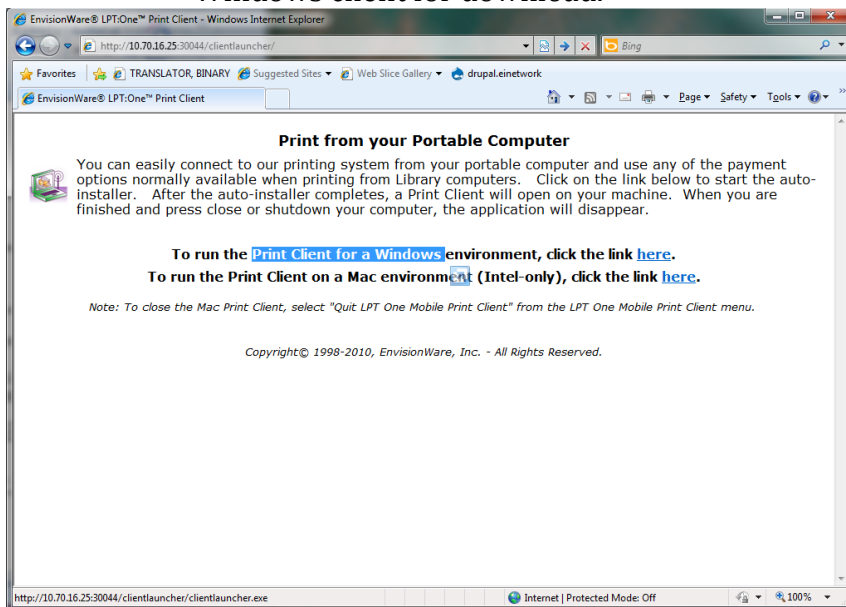 Windows client for download.
EnvisionWare® LPT:One™ Print Client - Windows Internet Explorer
http://10.70.16.25:30044/clientlauncher/
Bing
Favorites TRANSLATOR, BINARY Suggested Sites Web Slice Gallery drupal.einetwork
EnvisionWare® LPT:One™ Print Client Page Safety Tools
Print from your Portable Computer
You can easily connect to our printing system from your portable computer and use any of the payment
options normally available when printing from Library computers. Click on the link below to start the auto-
installer. After the auto-installer completes, a Print Client will open on your machine. When you are
finished and press close or shutdown your computer, the application will disappear.
To run the Print Client for a Windows environment, click the link here.
To run the Print Client on a Mac environment (Intel-only), click the link here.
Note: To close the Mac Print Client, select "Quit LPT One Mobile Print Client" from the LPT One Mobile Print Client menu.
Copyright© 1998-2010, EnvisionWare, Inc. - All Rights Reserved.
http://10.70.16.25:30044/clientlauncher/clientlauncher.exe Internet | Protected Mode: Off 100%